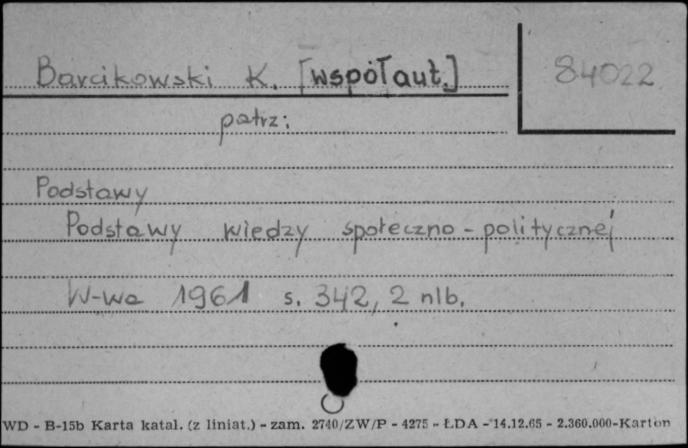 Barcikowski K. [współaut.]
84022
patrz:
Podstawy
Podstawy wiedzy społeczno-politycznej
W-wa 1961 s. 342, 2 nlb.
WD - B-15b Karta katal. (z liniat.) - zam. 2740/ZW/P - 4275 - ŁDA - 14.12.65 - 2.360.000-Karton